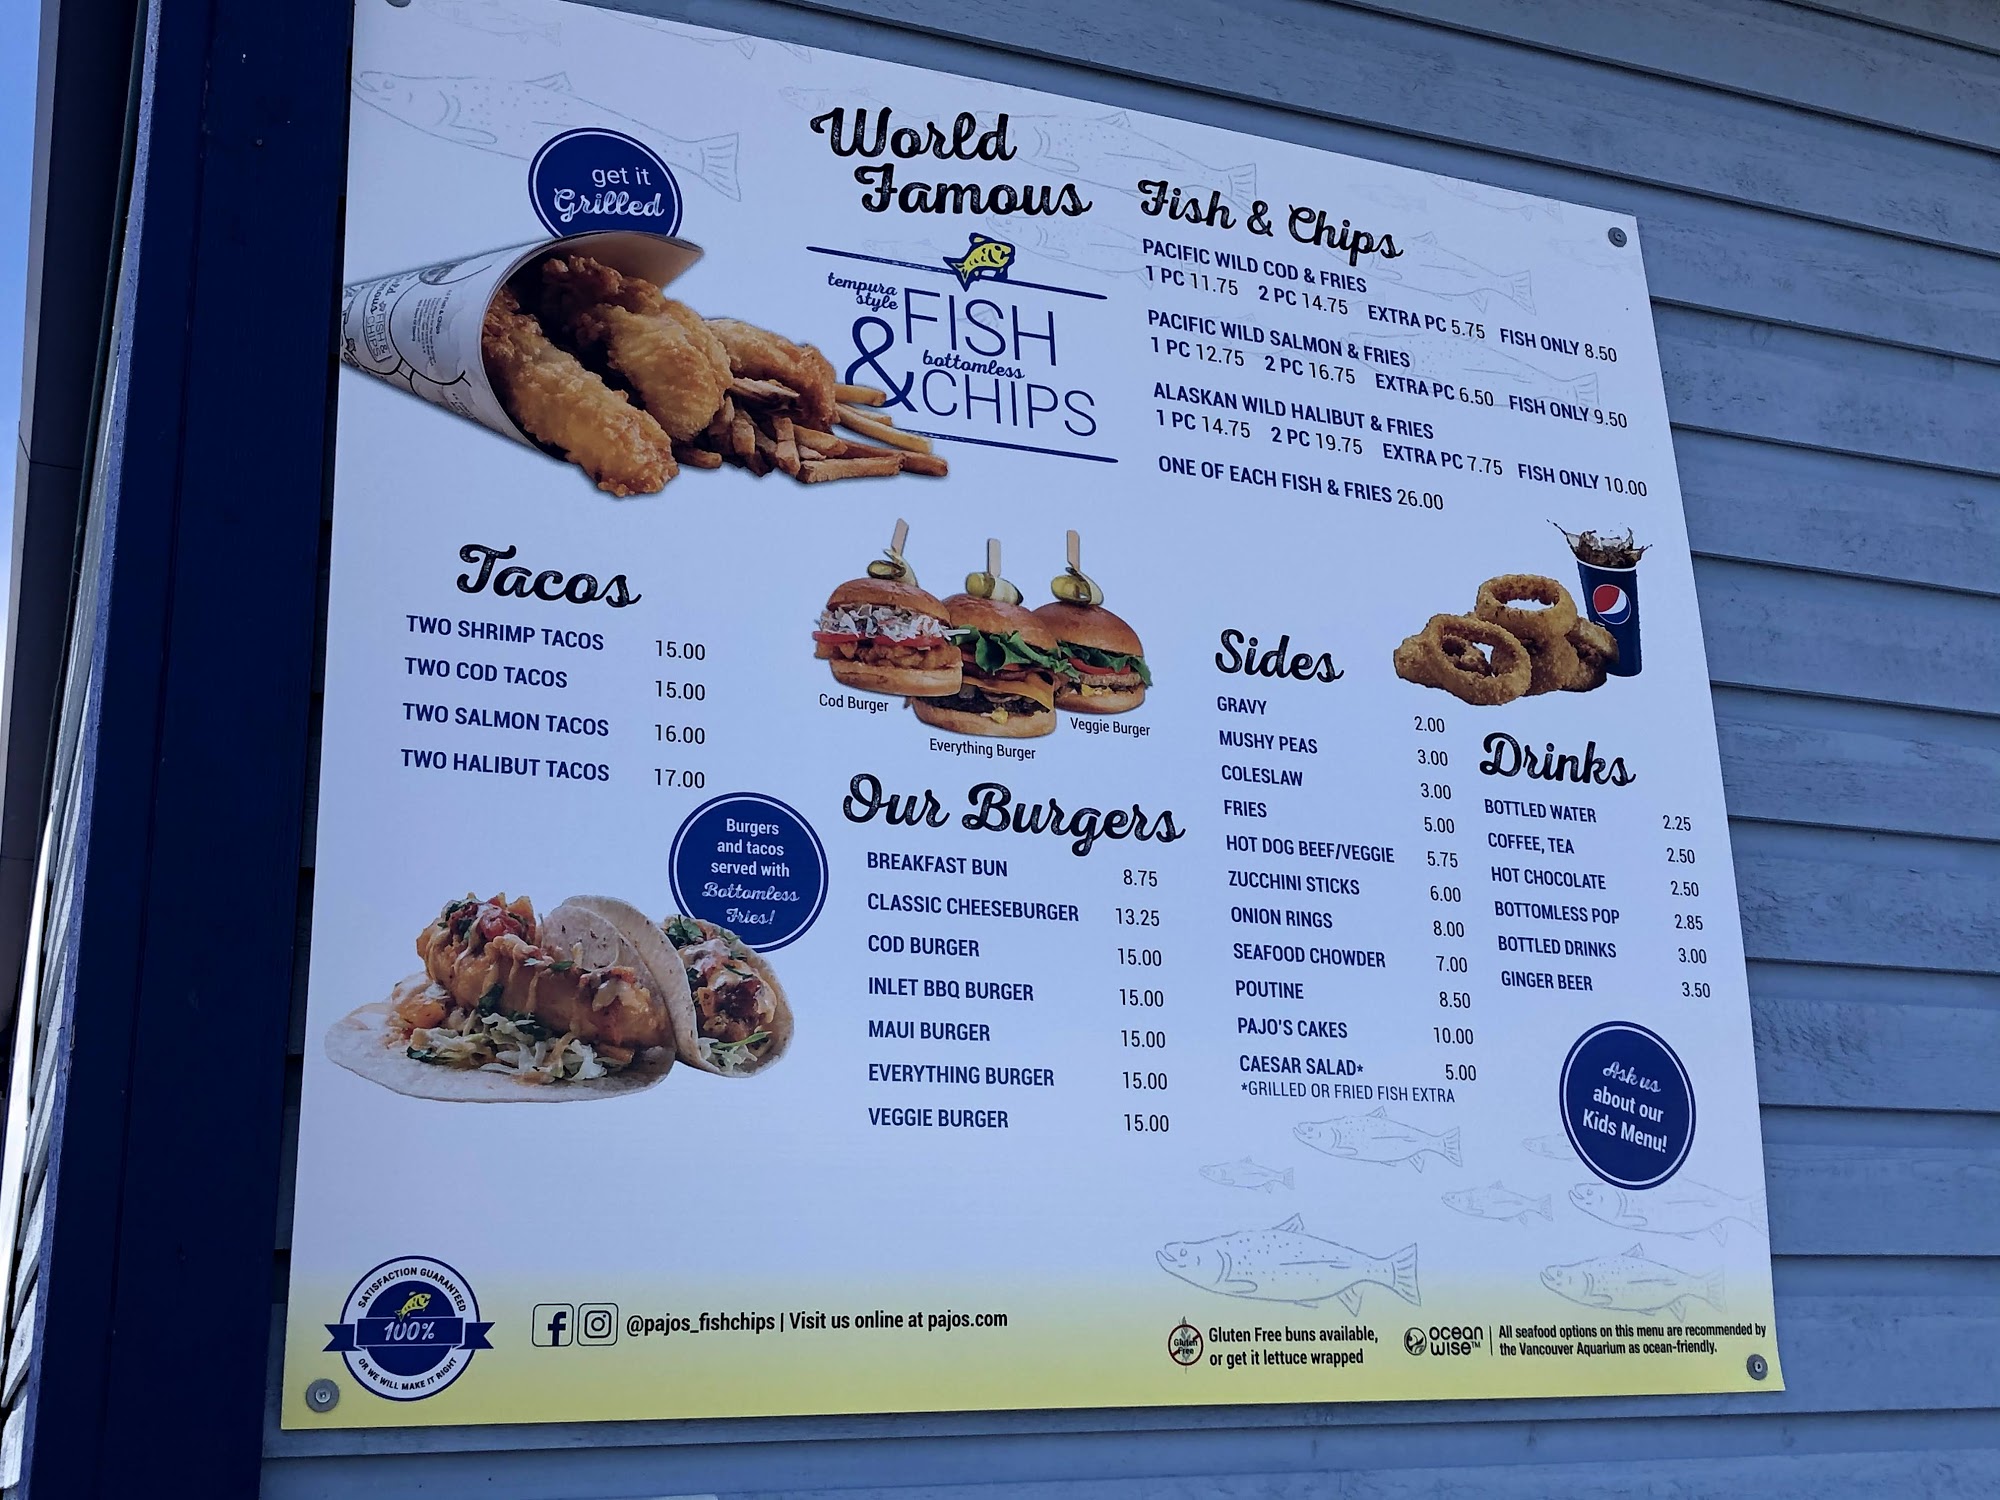 get it
Grilled
World
Famous
tempura
style
FISH
&
bottomless
CHIPS
Fish & Chips
PACIFIC WILD COD & FRIES
1 PC 11.75 2 PC 14.75 EXTRA PC 5.75 FISH ONLY 8.50
PACIFIC WILD SALMON & FRIES
1 PC 12.75 2 PC 16.75 EXTRA PC 6.50 FISH ONLY 9.50
ALASKAN WILD HALIBUT & FRIES
1 PC 14.75 2 PC 19.75 EXTRA PC 7.75 FISH ONLY 10.00
ONE OF EACH FISH & FRIES 26.00
Tacos
TWO SHRIMP TACOS 15.00
TWO COD TACOS 15.00
TWO SALMON TACOS 16.00
TWO HALIBUT TACOS 17.00
Burgers
and tacos
served with
Bottomless
Fries!
Cod Burger
Everything Burger
Veggie Burger
Our Burgers
BREAKFAST BUN 8.75
CLASSIC CHEESEBURGER 13.25
COD BURGER 15.00
INLET BBQ BURGER 15.00
MAUI BURGER 15.00
EVERYTHING BURGER 15.00
VEGGIE BURGER 15.00
Sides
GRAVY 2.00
MUSHY PEAS 3.00
COLESLAW 3.00
FRIES 5.00
HOT DOG BEEF/VEGGIE 5.75
ZUCCHINI STICKS 6.00
ONION RINGS 8.00
SEAFOOD CHOWDER 7.00
POUTINE 8.50
PAJO'S CAKES 10.00
CAESAR SALAD* 5.00
*GRILLED OR FRIED FISH EXTRA
Drinks
BOTTLED WATER 2.25
COFFEE, TEA 2.50
HOT CHOCOLATE 2.50
BOTTOMLESS POP 2.85
BOTTLED DRINKS 3.00
GINGER BEER 3.50
Ask us
about our
Kids Menu!
SATISFACTION GUARANTEED
100%
OR WE WILL MAKE IT RIGHT
@pajos_fishchips | Visit us online at pajos.com
Gluten
Free
Gluten Free buns available,
or get it lettuce wrapped
ocean
wise™
All seafood options on this menu are recommended by
the Vancouver Aquarium as ocean-friendly.